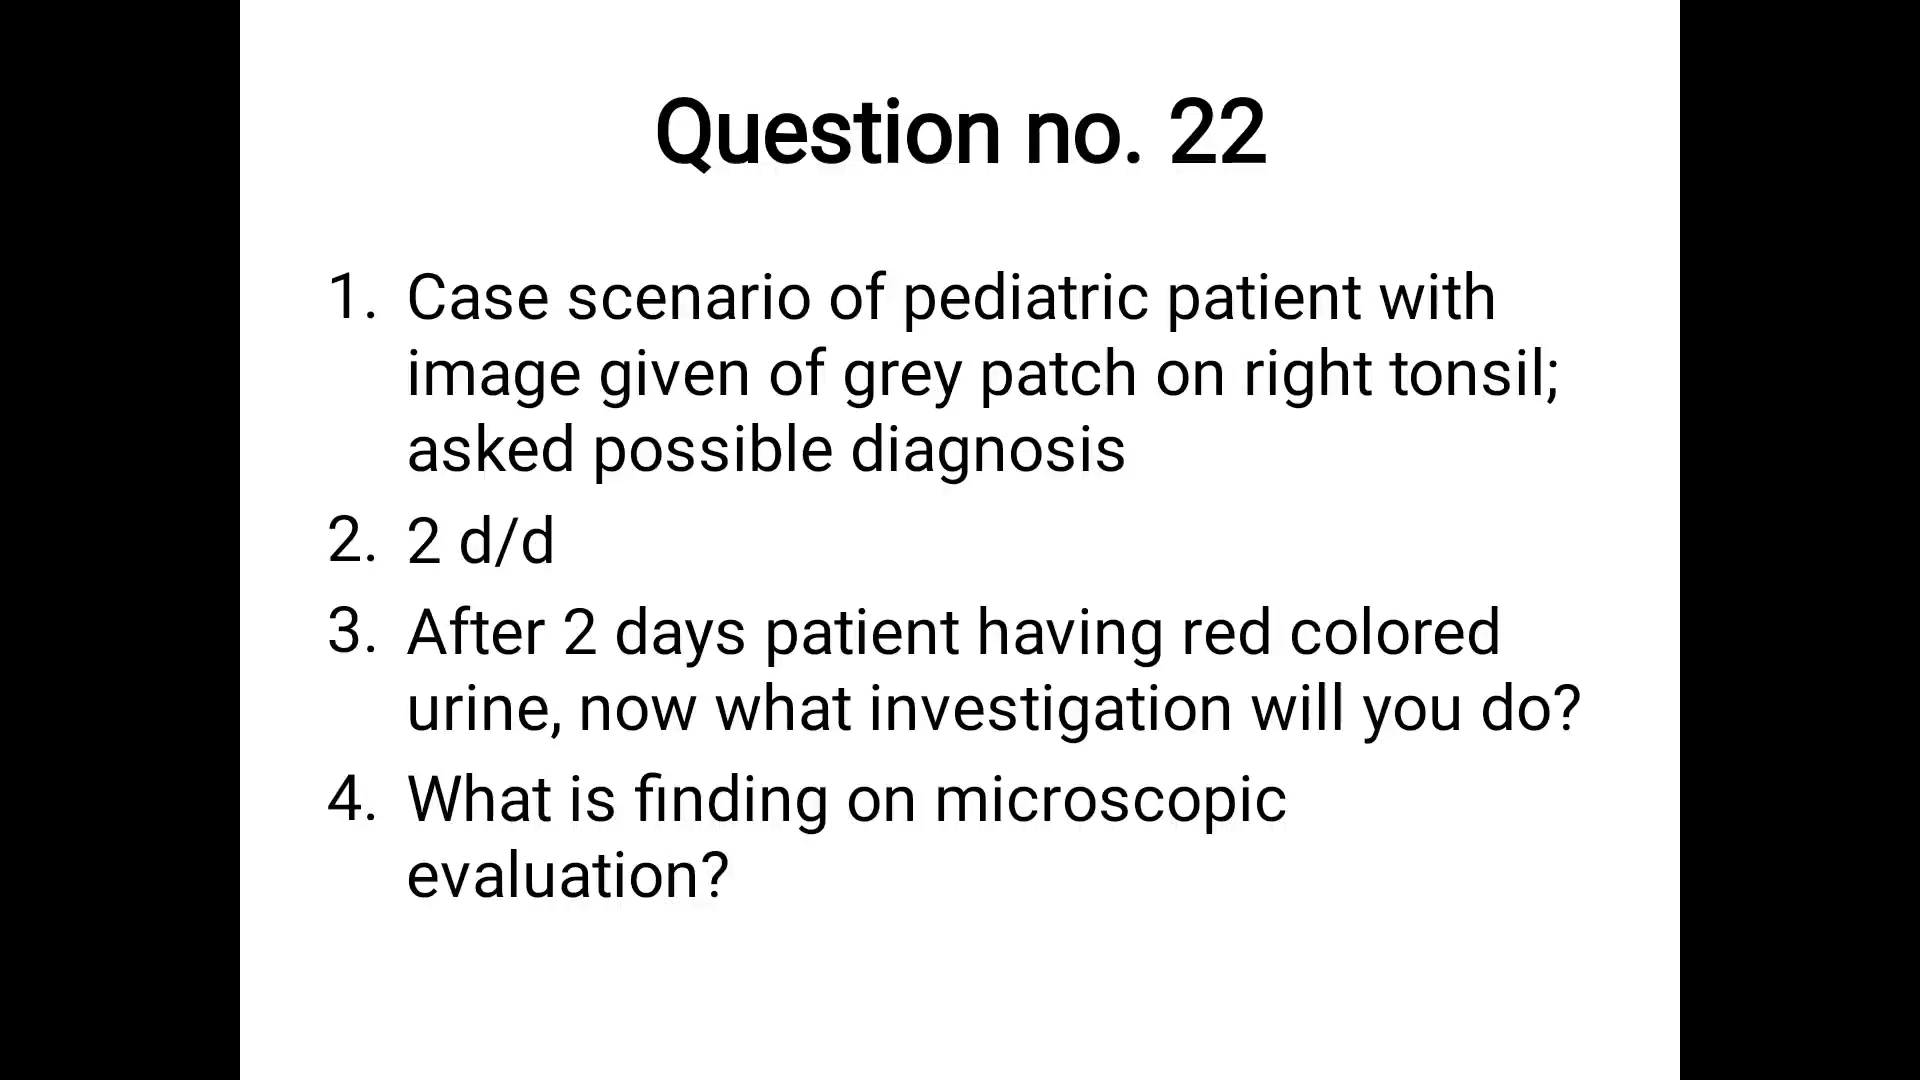 Question no. 22
1. Case scenario of pediatric patient with
image given of grey patch on right tonsil;
asked possible diagnosis
2. 2 d/d
3. After 2 days patient having red colored
urine, now what investigation will you do?
4. What is finding on microscopic
evaluation?